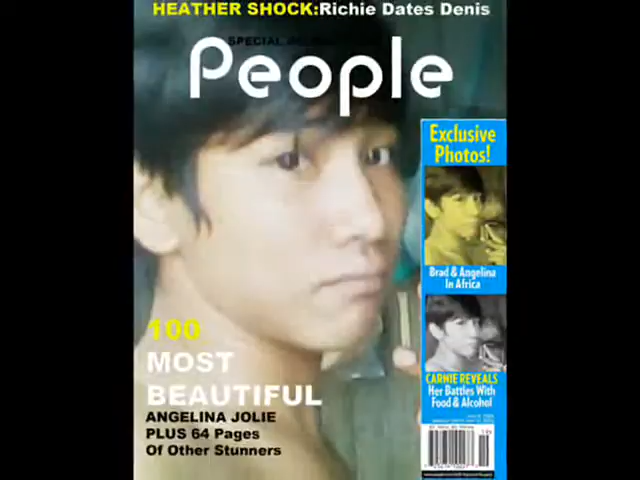 HEATHER SHOCK:Richie Dates Denis
SPECIAL
People
Exclusive
Photos!
Brad & Angelina
In Africa
CARNIE REVEALS
Her Battles With
Food & Alcohol
100
MOST
BEAUTIFUL
ANGELINA JOLIE
PLUS 64 Pages
Of Other Stunners